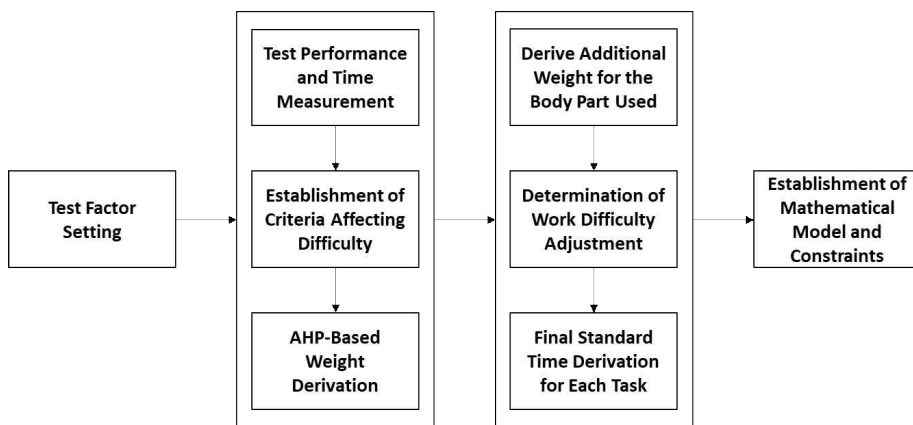 Test Factor
Setting
Test Performance
and Time
Measurement
Establishment of
Criteria Affecting
Difficulty
AHP-Based
Weight
Derivation
Derive Additional
Weight for the
Body Part Used
Determination of
Work Difficulty
Adjustment
Final Standard
Time Derivation
for Each Task
Establishment of
Mathematical
Model and
Constraints